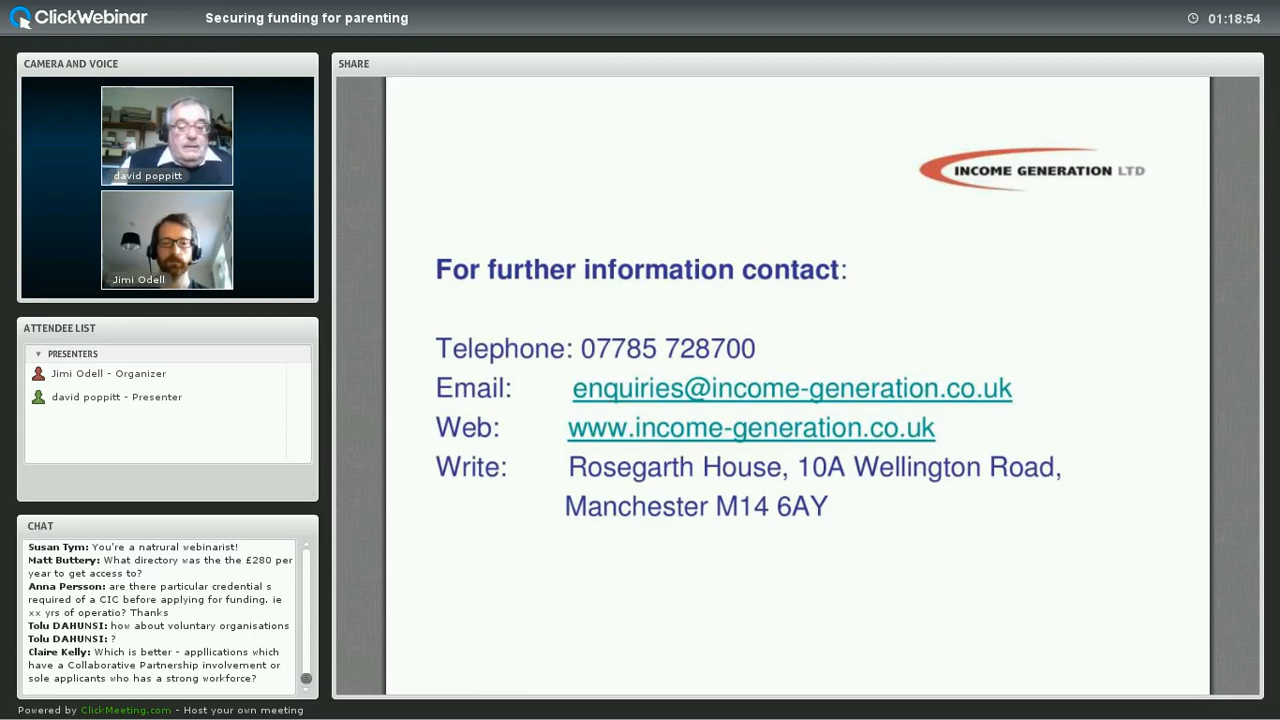 ClickWebinar
Securing funding for parenting
01:18:54
CAMERA AND VOICE
david poppitt
Jimi Odell
ATTENDEE LIST
PRESENTERS
Jimi Odell - Organizer
david poppitt - Presenter
CHAT
Susan Tym: You're a natrural webinarist!
Matt Buttery: What directory was the the £280 per
year to get access to?
Anna Persson: are there particular credential s
required of a CIC before applying for funding. ie
xx yrs of operatio? Thanks
Tolu DAHUNSI: how about voluntary organisations
Tolu DAHUNSI: ?
Claire Kelly: Which is better - appllications which
have a Collaborative Partnership involvement or
sole applicants who has a strong workforce?
SHARE
INCOME GENERATION LTD
For further information contact:
Telephone: 07785 728700
Email: enquiries@income-generation.co.uk
Web: www.income-generation.co.uk
Write: Rosegarth House, 10A Wellington Road,
Manchester M14 6AY
Powered by ClickMeeting.com - Host your own meeting